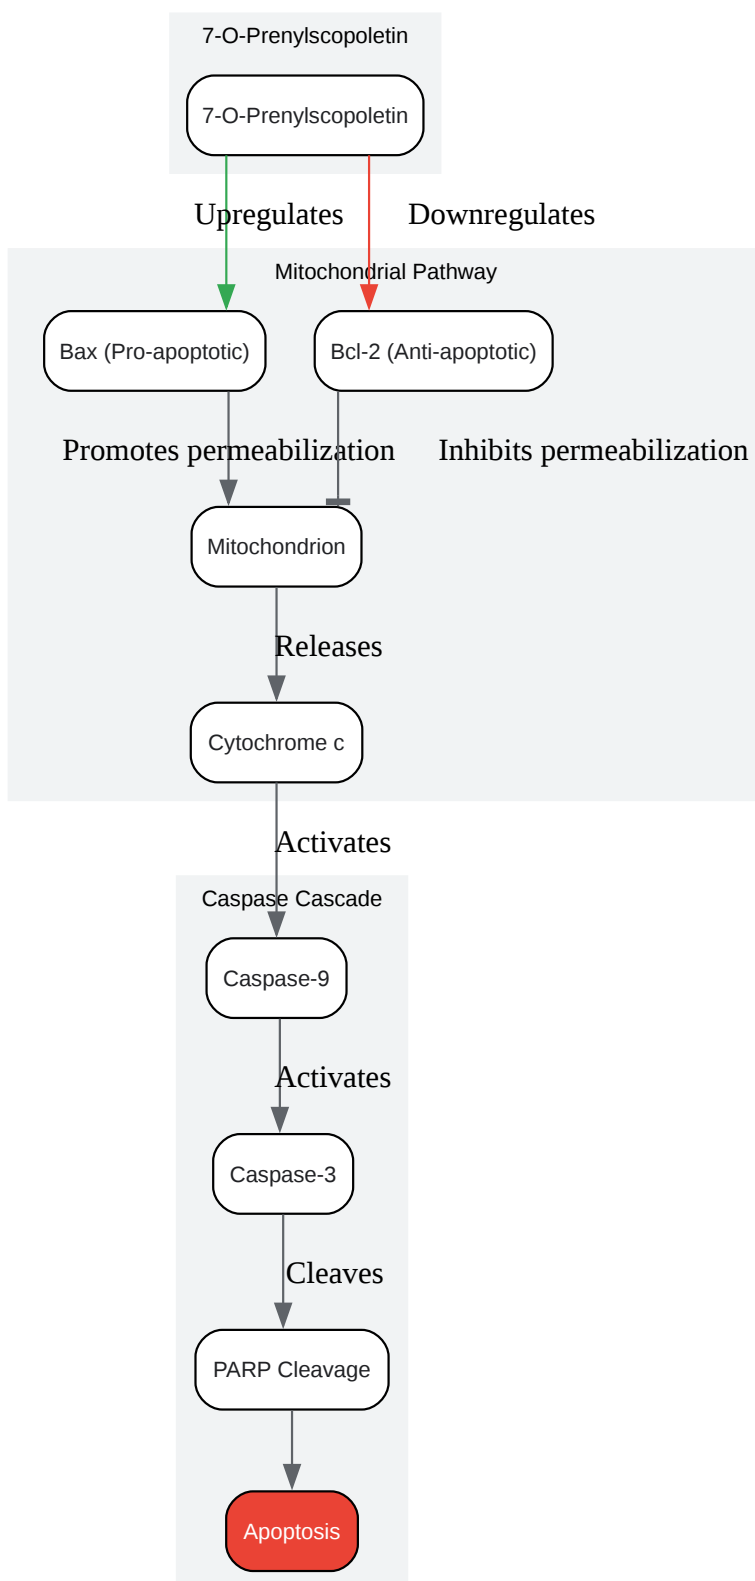 7-O-Prenylscopoletin
7-O-Prenylscopoletin
Upregulates
Downregulates
Mitochondrial Pathway
Bax (Pro-apoptotic)
Bcl-2 (Anti-apoptotic)
Promotes permeabilization
Inhibits permeabilization
Mitochondrion
Releases
Cytochrome c
Activates
Caspase Cascade
Caspase-9
Activates
Caspase-3
Cleaves
PARP Cleavage
Apoptosis